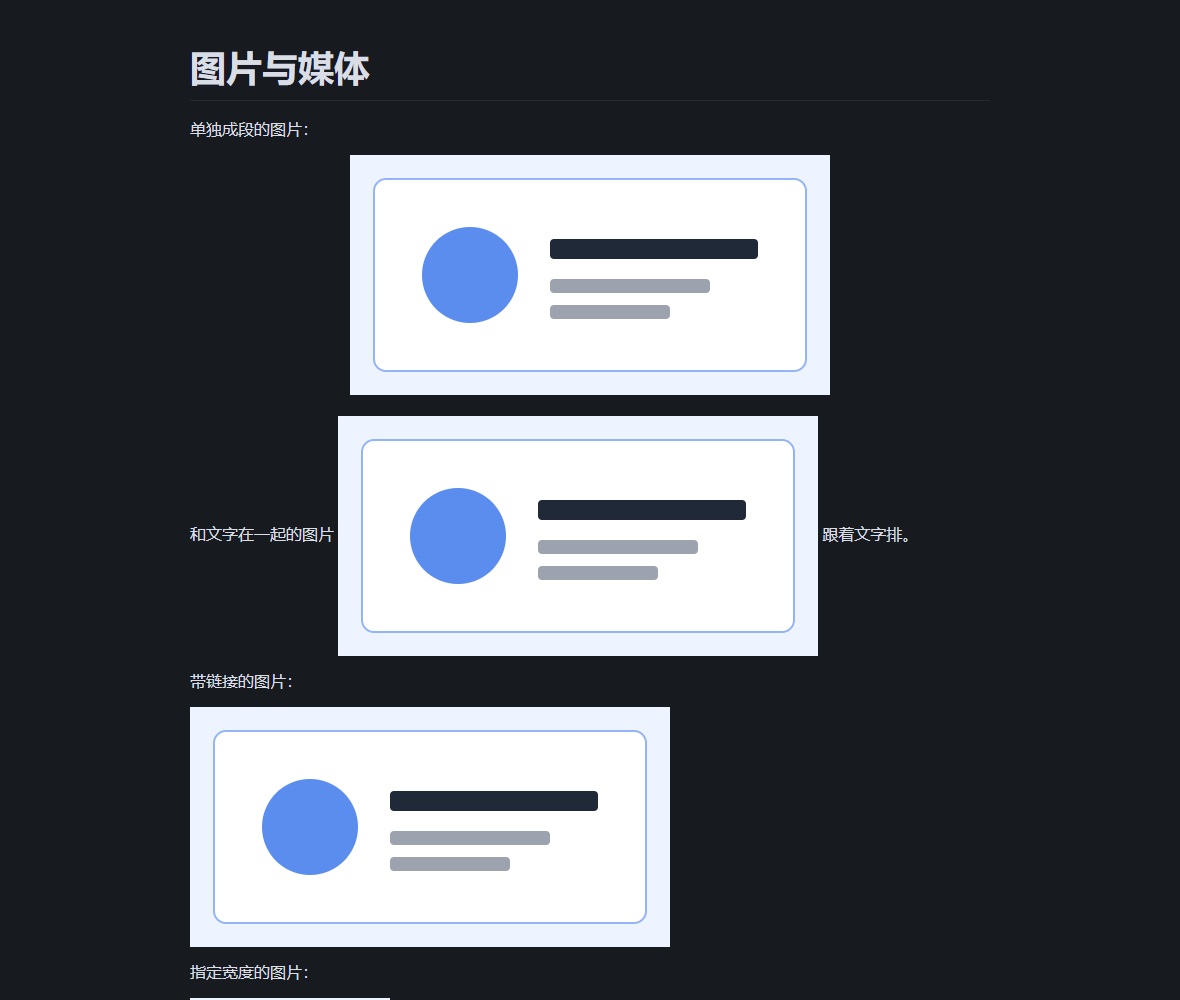 图片与媒体
单独成段的图片：
和文字在一起的图片 跟着文字排。
带链接的图片：
指定宽度的图片：